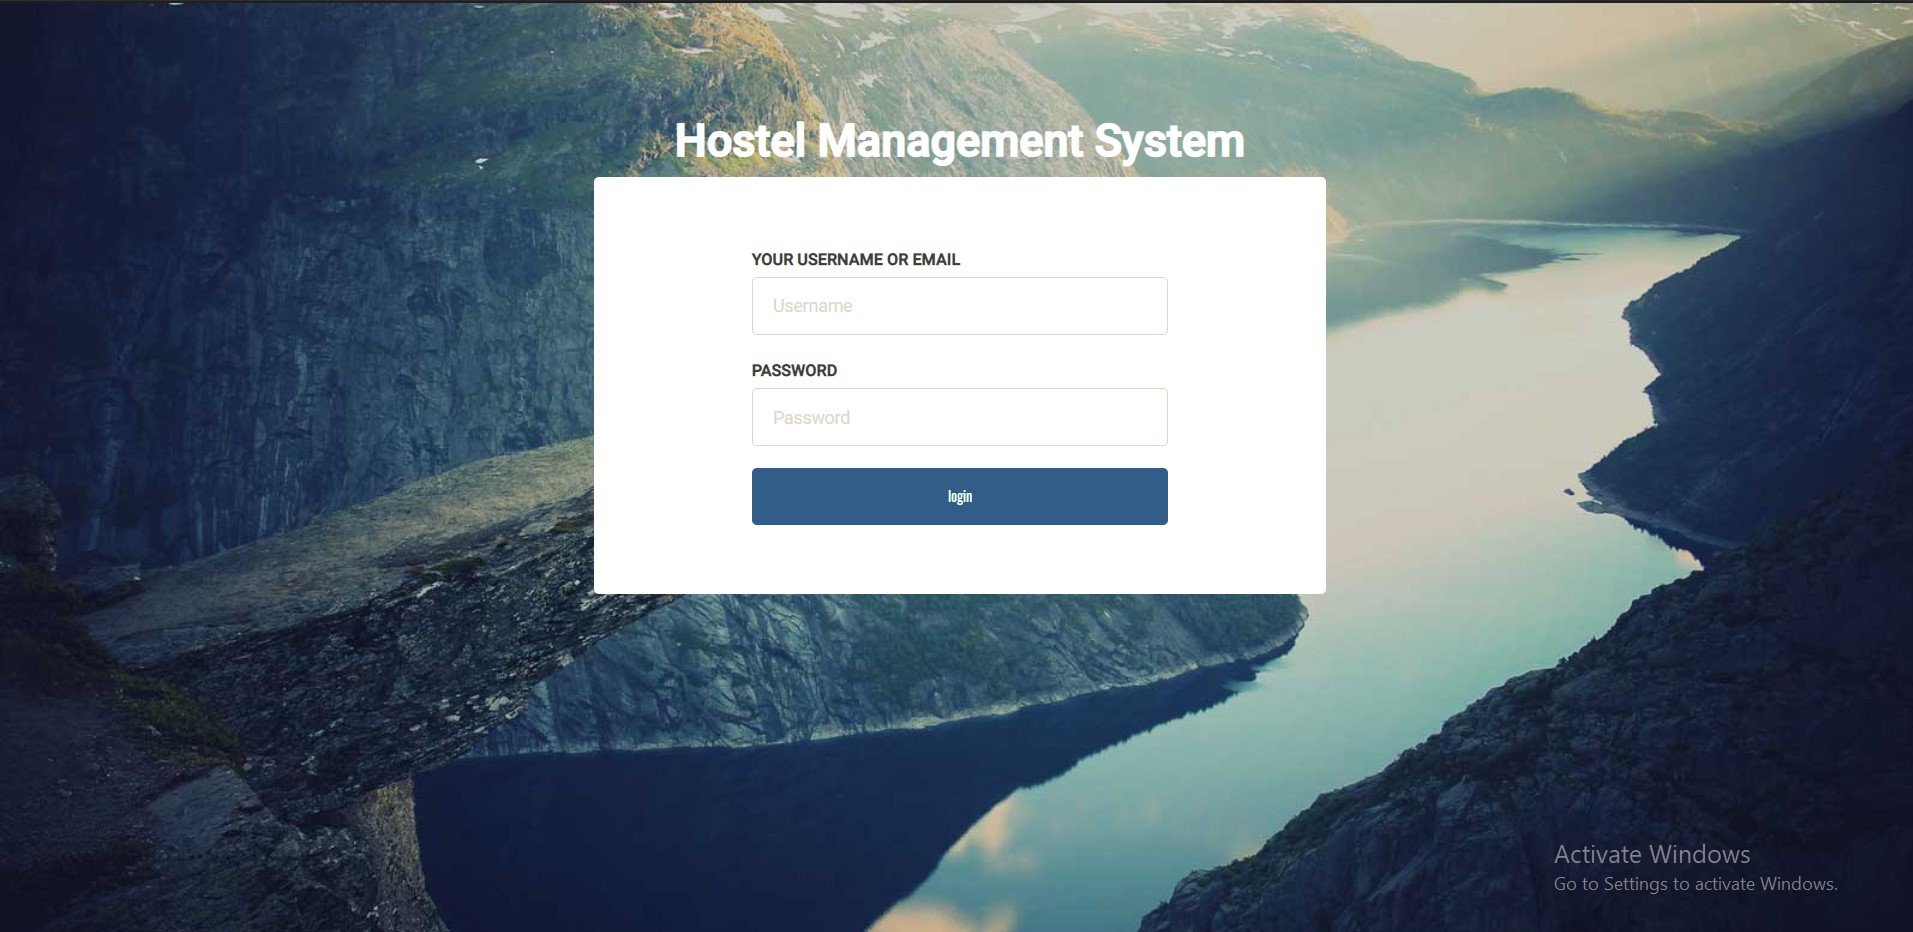 Hostel Management System
YOUR USERNAME OR EMAIL
Username
PASSWORD
Password
login
Activate Windows
Go to Settings to activate Windows.